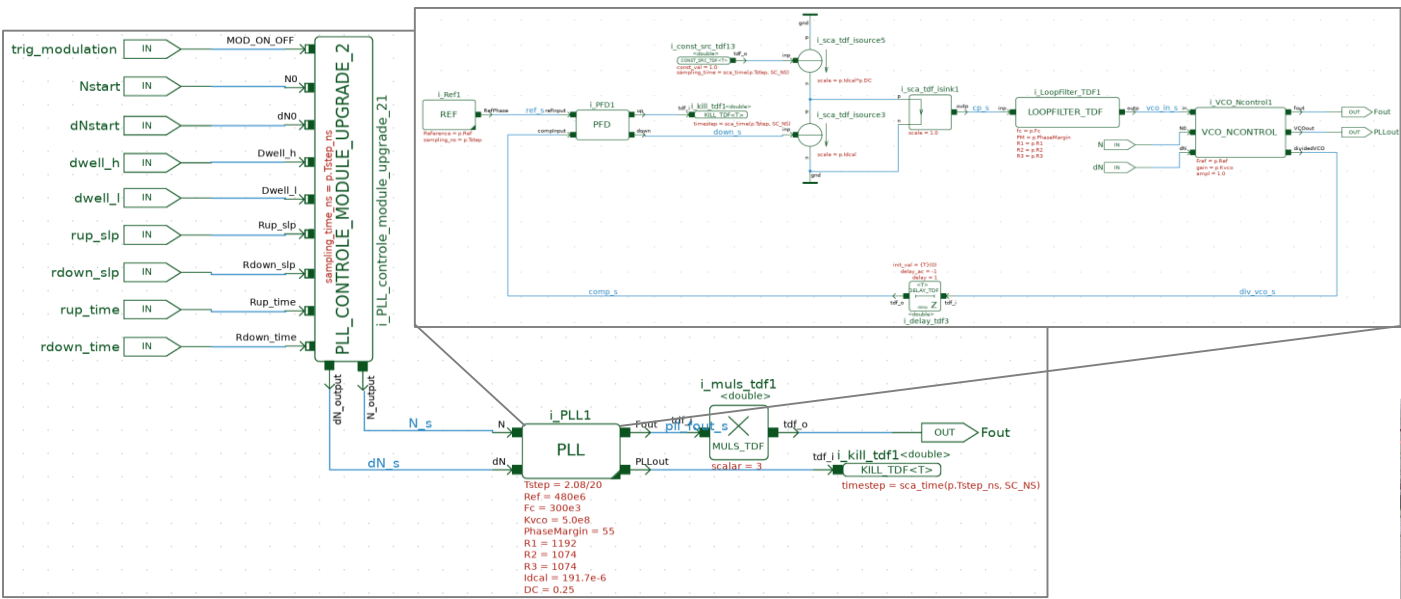 trig_modulation
IN
MOD_ON_OFF
Nstart
IN
N0
dNstart
IN
dN0
dwell_h
IN
Dwell_h
dwell_l
IN
Dwell_l
rup_slp
IN
Rup_slp
rdown_slp
IN
Rdown_slp
rup_time
IN
Rup_time
rdown_time
IN
Rdown_time
sampling_time_ns = p.Tstep_ns
PLL_CONTROLE_MODULE_UPGRADE_2
i_PLL_controle_module_upgrade_21
dN_output
N_output
N_s
dN_s
i_PLL1
N
dN
PLL
Fout
PLLout
Tstep = 2.08/20
Ref = 480e6
Fc = 300e3
Kvco = 5.0e8
PhaseMargin = 55
R1 = 1192
R2 = 1074
R3 = 1074
Idcal = 191.7e-6
DC = 0.25
pll_fout_s
tdf_i
i_muls_tdf1
<double>
MULS_TDF
scalar = 3
tdf_o
OUT
Fout
tdf_i
i_kill_tdf1<double>
KILL_TDF<T>
timestep = sca_time(p.Tstep_ns, SC_NS)
i_Ref1
REF
RefPhase
Reference = p.Ref
sampling_ns = p.Tstep
ref_s
refInput
compInput
i_PFD1
PFD
up
down
tdf_i
i_kill_tdf1<double>
KILL_TDF<T>
timestep = sca_time(p.Tstep, SC_NS)
down_s
i_const_src_tdf13
<double>
CONST_SRC_TDF<T>
const_val = 1.0
sampling_time = sca_time(p.Tstep, SC_NS)
tdf_o
inp
gnd
p
i_sca_tdf_isource5
scale = p.Idcal*p.DC
n
p
inp
i_sca_tdf_isource3
scale = p.Idcal
n
gnd
i_sca_tdf_isink1
p
n
scale = 1.0
outp
cp_s
inp
i_LoopFilter_TDF1
LOOPFILTER_TDF
fc = p.Fc
PM = p.PhaseMargin
R1 = p.R1
R2 = p.R2
R3 = p.R3
outp
vco_in_s
in
N
IN
N0
dN
IN
dN
i_VCO_Ncontrol1
VCO_NCONTROL
Fref = p.Ref
gain = p.Kvco
ampl = 1.0
fout
VCOout
dividedVCO
OUT
Fout
OUT
PLLout
comp_s
init_val = {T}(0)
delay_ac = -1
delay = 1
<T>
DELAY_TDF
Z
<double>
i_delay_tdf3
tdf_o
tdf_i
div_vco_s